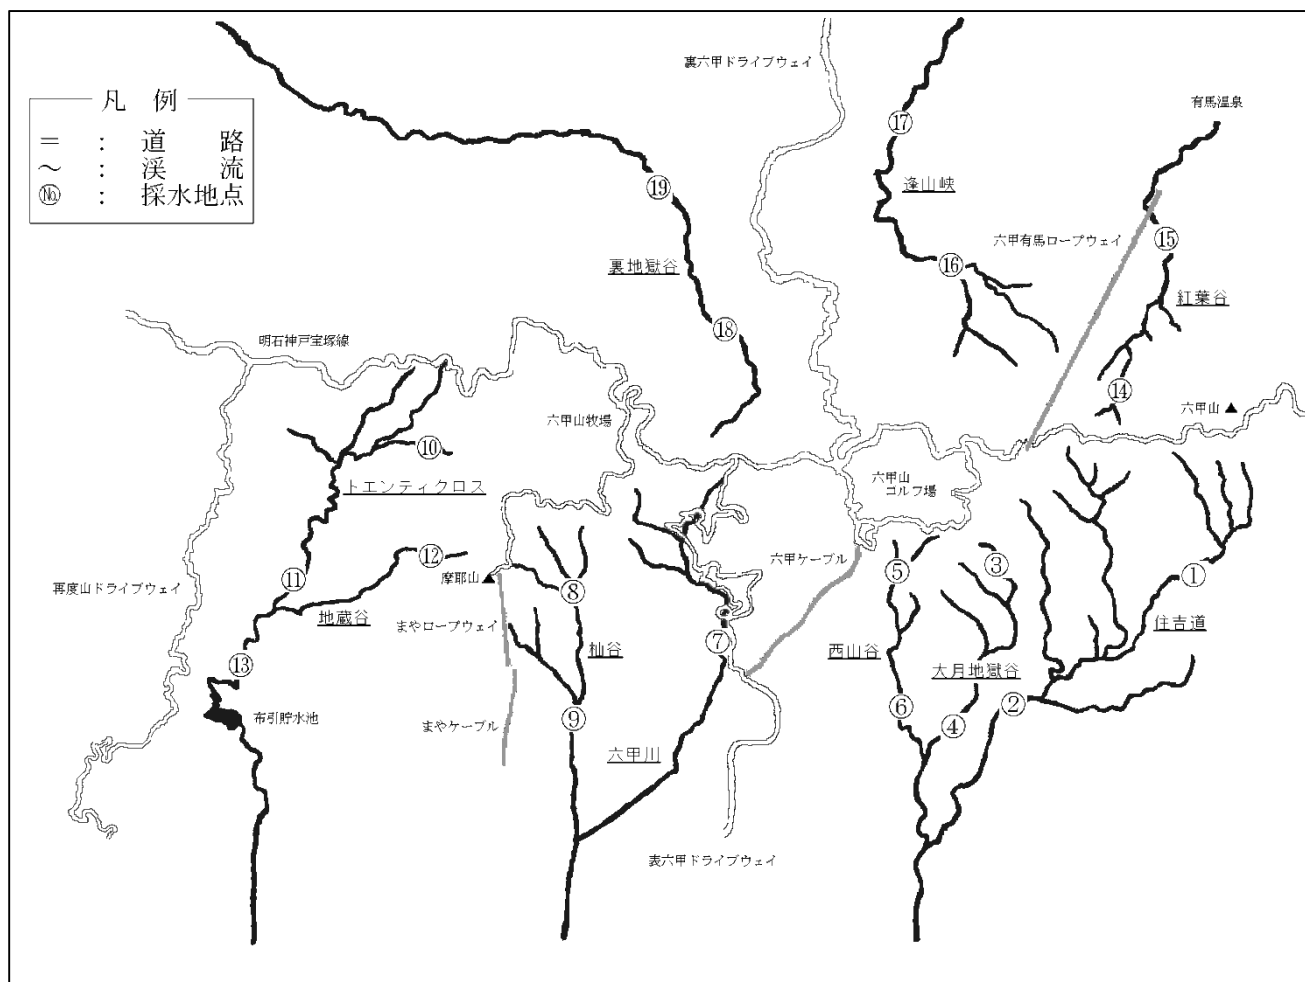 凡 例
= : 道 路
~ : 渓 流
№ : 採水地点
裏六甲ドライブウェイ
有馬温泉
⑰
逢山峡
⑲
六甲有馬ロープウェイ
⑮
⑯
裏地獄谷
紅葉谷
⑱
明石神戸宝塚線
⑭
六甲山▲
六甲山牧場
⑩
トエンティクロス
六甲山
ゴルフ場
⑫
六甲ケーブル
③
⑤
⑪
摩耶山▲
①
再度山ドライブウェイ
⑧
地蔵谷
まやロープウェイ
住吉道
⑦
杣谷
西山谷
⑬
大月地獄谷
布引貯水池
⑨
まやケーブル
⑥
②
④
六甲川
表六甲ドライブウェイ